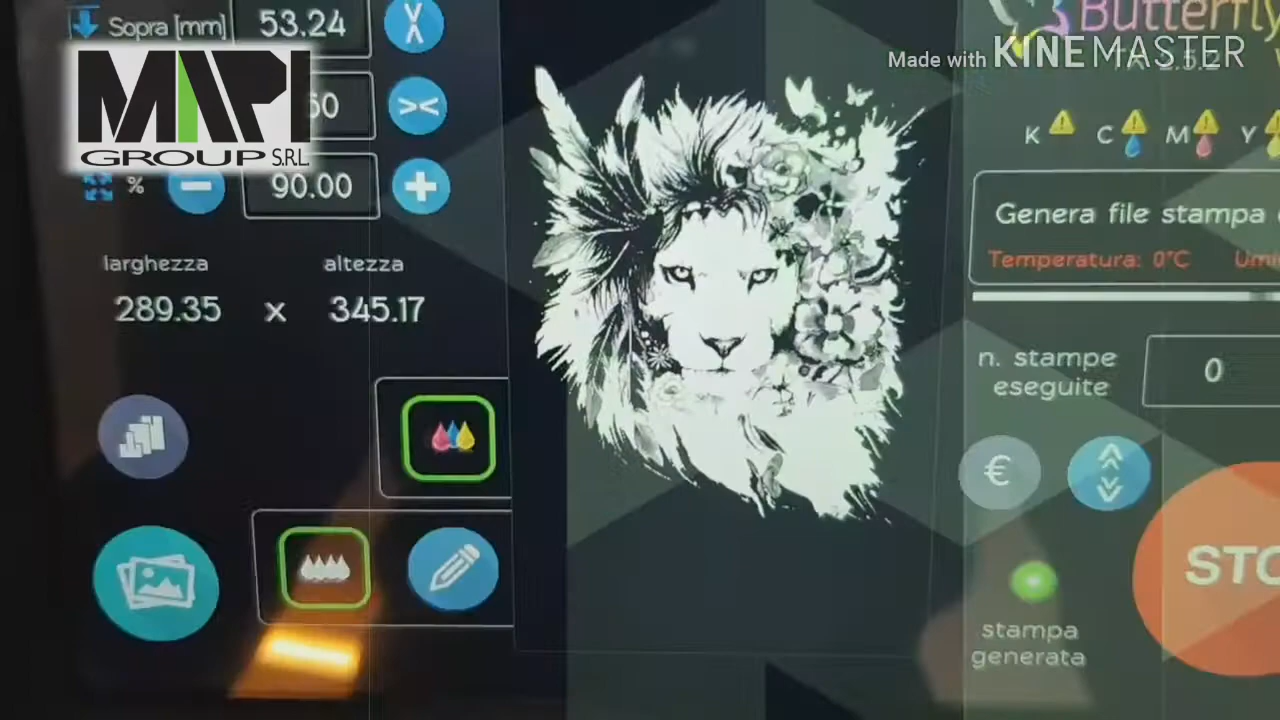 Sopra [mm] 53.24
MAPI
GROUP S.R.L.
% 90.00
larghezza altezza
289.35 x 345.17
Butterfly
Made with KINEMASTER
K C M Y
Genera file stampa
Temperatura: 0°C
n. stampe
eseguite
0
€
stampa
generata